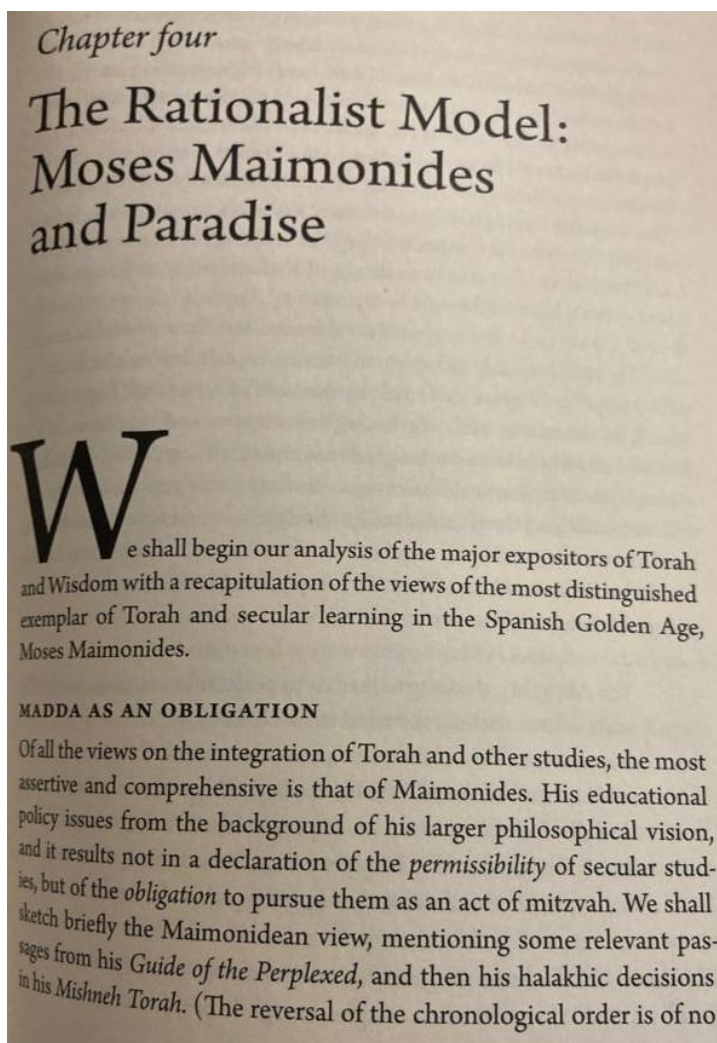 Chapter four
The Rationalist Model:
Moses Maimonides
and Paradise
We shall begin our analysis of the major expositors of Torah
and Wisdom with a recapitulation of the views of the most distinguished
exemplar of Torah and secular learning in the Spanish Golden Age,
Moses Maimonides.
MADDA AS AN OBLIGATION
Of all the views on the integration of Torah and other studies, the most
assertive and comprehensive is that of Maimonides. His educational
policy issues from the background of his larger philosophical vision,
and it results not in a declaration of the permissibility of secular stud-
ies, but of the obligation to pursue them as an act of mitzvah. We shall
sketch briefly the Maimonidean view, mentioning some relevant pas-
sages from his Guide of the Perplexed, and then his halakhic decisions
in his Mishneh Torah. (The reversal of the chronological order is of no